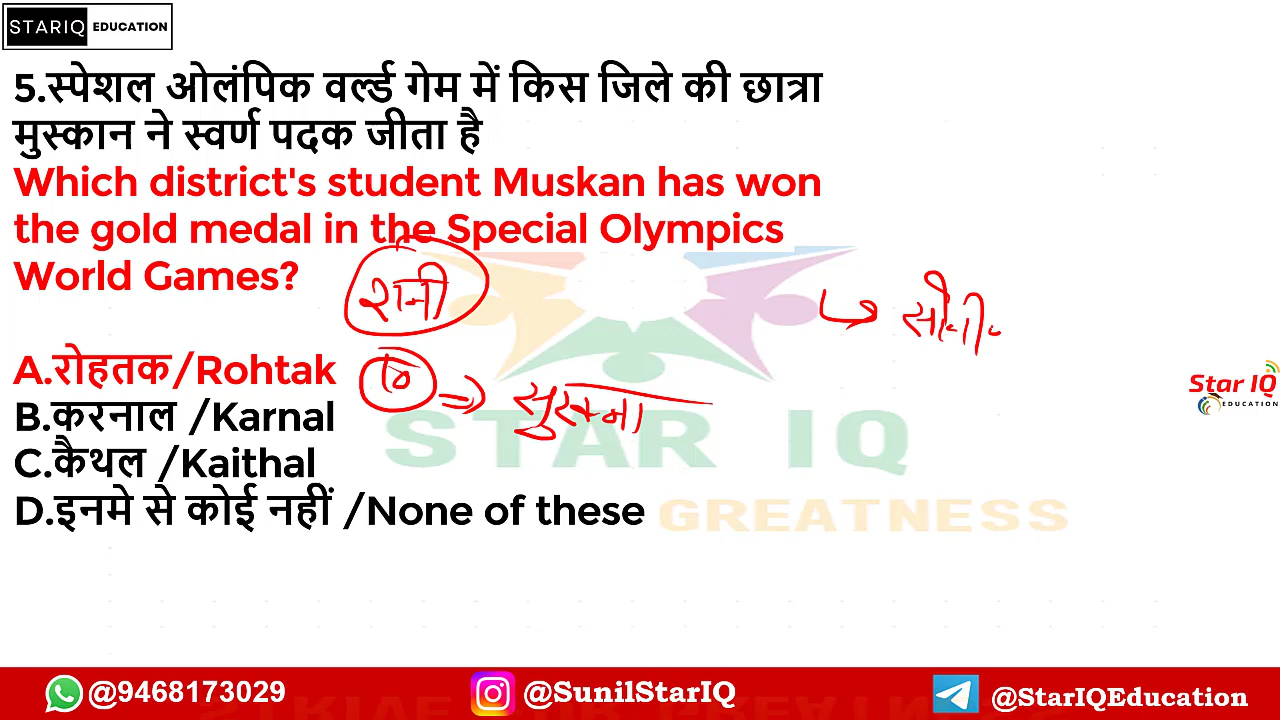 STARIQ EDUCATION
5.स्पेशल ओलंपिक वर्ल्ड गेम में किस जिले की छात्रा
मुस्कान ने स्वर्ण पदक जीता है
Which district's student Muskan has won
the gold medal in the Special Olympics
World Games?
A.रोहतक/Rohtak
B.करनाल /Karnal
C.कैथल /Kaithal
D.इनमे से कोई नहीं /None of these
STAR IQ
GREATNESS
Star IQ
EDUCATION
@9468173029 @SunilStarIQ @StarIQEducation